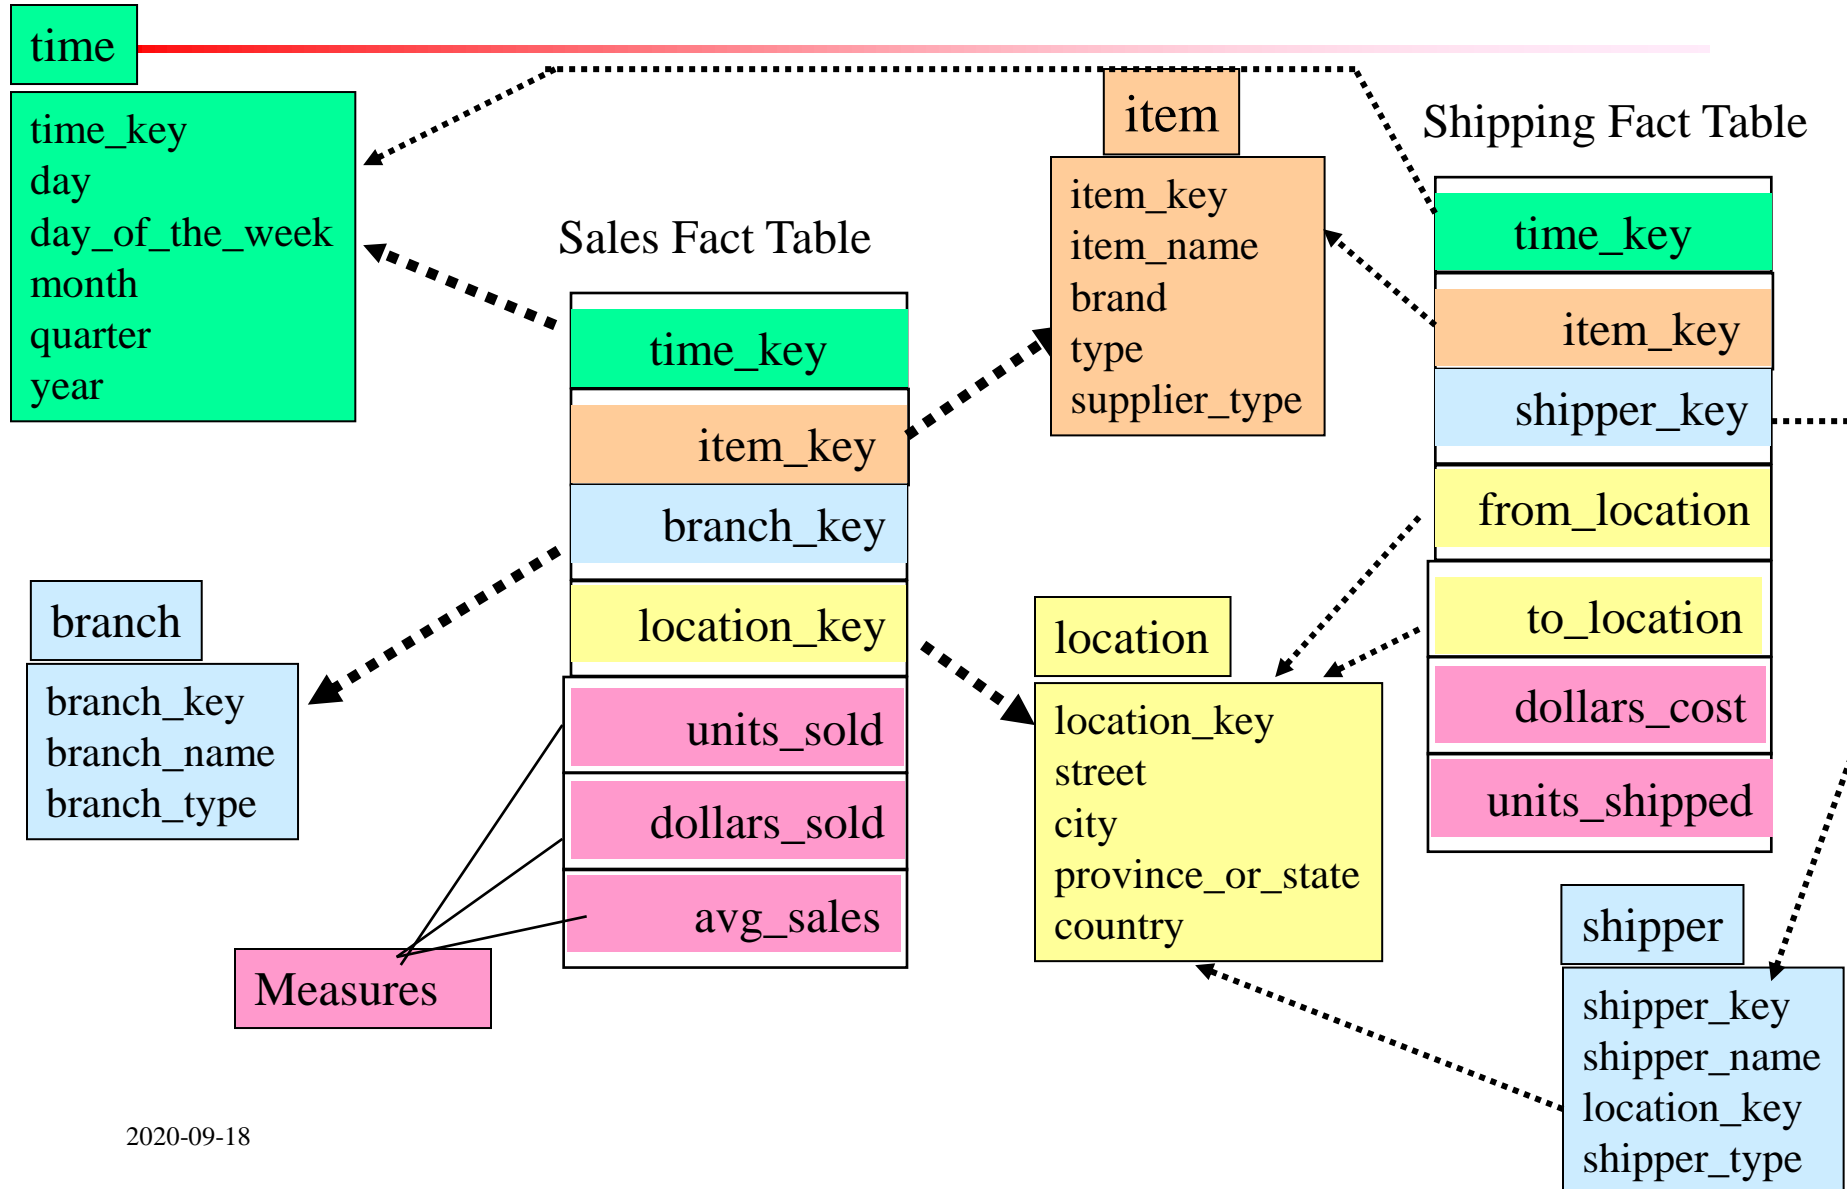 time
time_key
day
day_of_the_week
month
quarter
year
Sales Fact Table
time_key
item_key
branch_key
location_key
units_sold
dollars_sold
avg_sales
Measures
branch
branch_key
branch_name
branch_type
item
item_key
item_name
brand
type
supplier_type
location
location_key
street
city
province_or_state
country
Shipping Fact Table
time_key
item_key
shipper_key
from_location
to_location
dollars_cost
units_shipped
shipper
shipper_key
shipper_name
location_key
shipper_type
2020-09-18